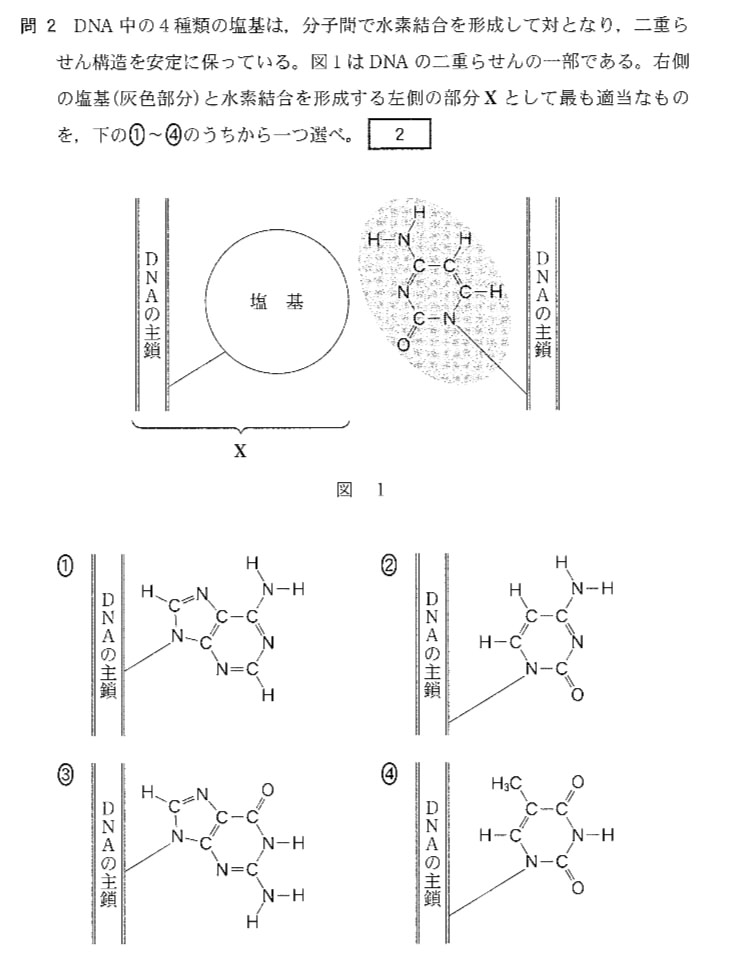 問 2 DNA 中の 4 種類の塩基は，分子間で水素結合を形成して対となり，二重ら
せん構造を安定に保っている。図 1 は DNA の二重らせんの一部である。右側
の塩基(灰色部分)と水素結合を形成する左側の部分 X として最も適当なもの
を，下の①～④のうちから一つ選べ。 2
DNAの主鎖
塩 基
H
H-N
H
C
C
N
C-H
C-N
O
DNAの主鎖
X
図 1
①
DNAの主鎖
H
H
C
N
N-H
C
C
N
C
N
N
C
H
②
DNAの主鎖
H
H
N-H
C
C
H-C
N
N-C
O
③
DNAの主鎖
H
C
N
O
C
C
N
C
N-H
N
C
N-H
H
④
DNAの主鎖
H₃C
O
C
C
H-C
N-H
N
C
O